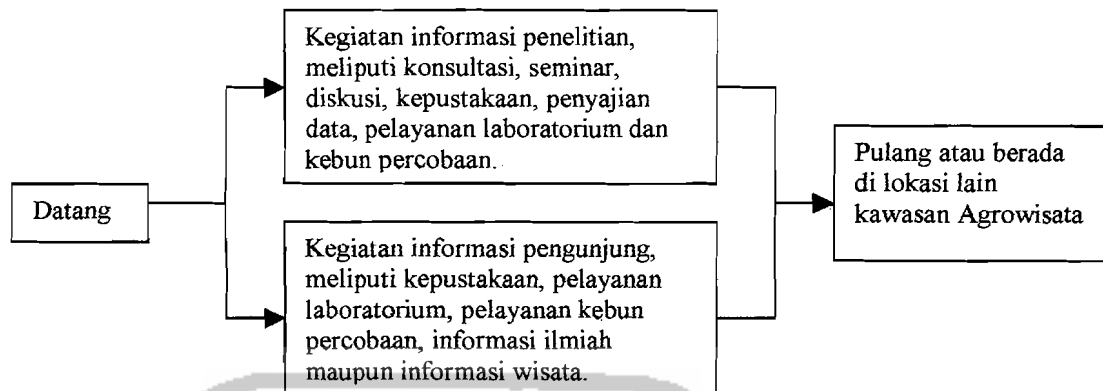 Datang
Kegiatan informasi penelitian,
meliputi konsultasi, seminar,
diskusi, kepustakaan, penyajian
data, pelayanan laboratorium dan
kebun percobaan.
Kegiatan informasi pengunjung,
meliputi kepustakaan, pelayanan
laboratorium, pelayanan kebun
percobaan, informasi ilmiah
maupun informasi wisata.
Pulang atau berada
di lokasi lain
kawasan Agrowisata